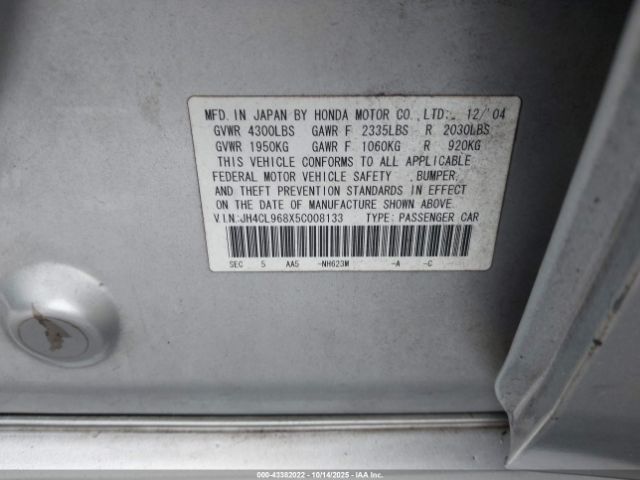 MFD. IN JAPAN BY HONDA MOTOR CO., LTD. 12/'04
GVWR 4300LBS GAWR F 2335LBS R 2030LBS
GVWR 1950KG GAWR F 1060KG R 920KG
THIS VEHICLE CONFORMS TO ALL APPLICABLE
FEDERAL MOTOR VEHICLE SAFETY ,BUMPER,
AND THEFT PREVENTION STANDARDS IN EFFECT
ON THE DATE OF MANUFACTURE SHOWN ABOVE.
V.I.N:JH4CL968X5C008133 TYPE: PASSENGER CAR
SEC 5 AA5 -NH623M -A -C
000-43382022 - 10/14/2025 - IAA Inc.